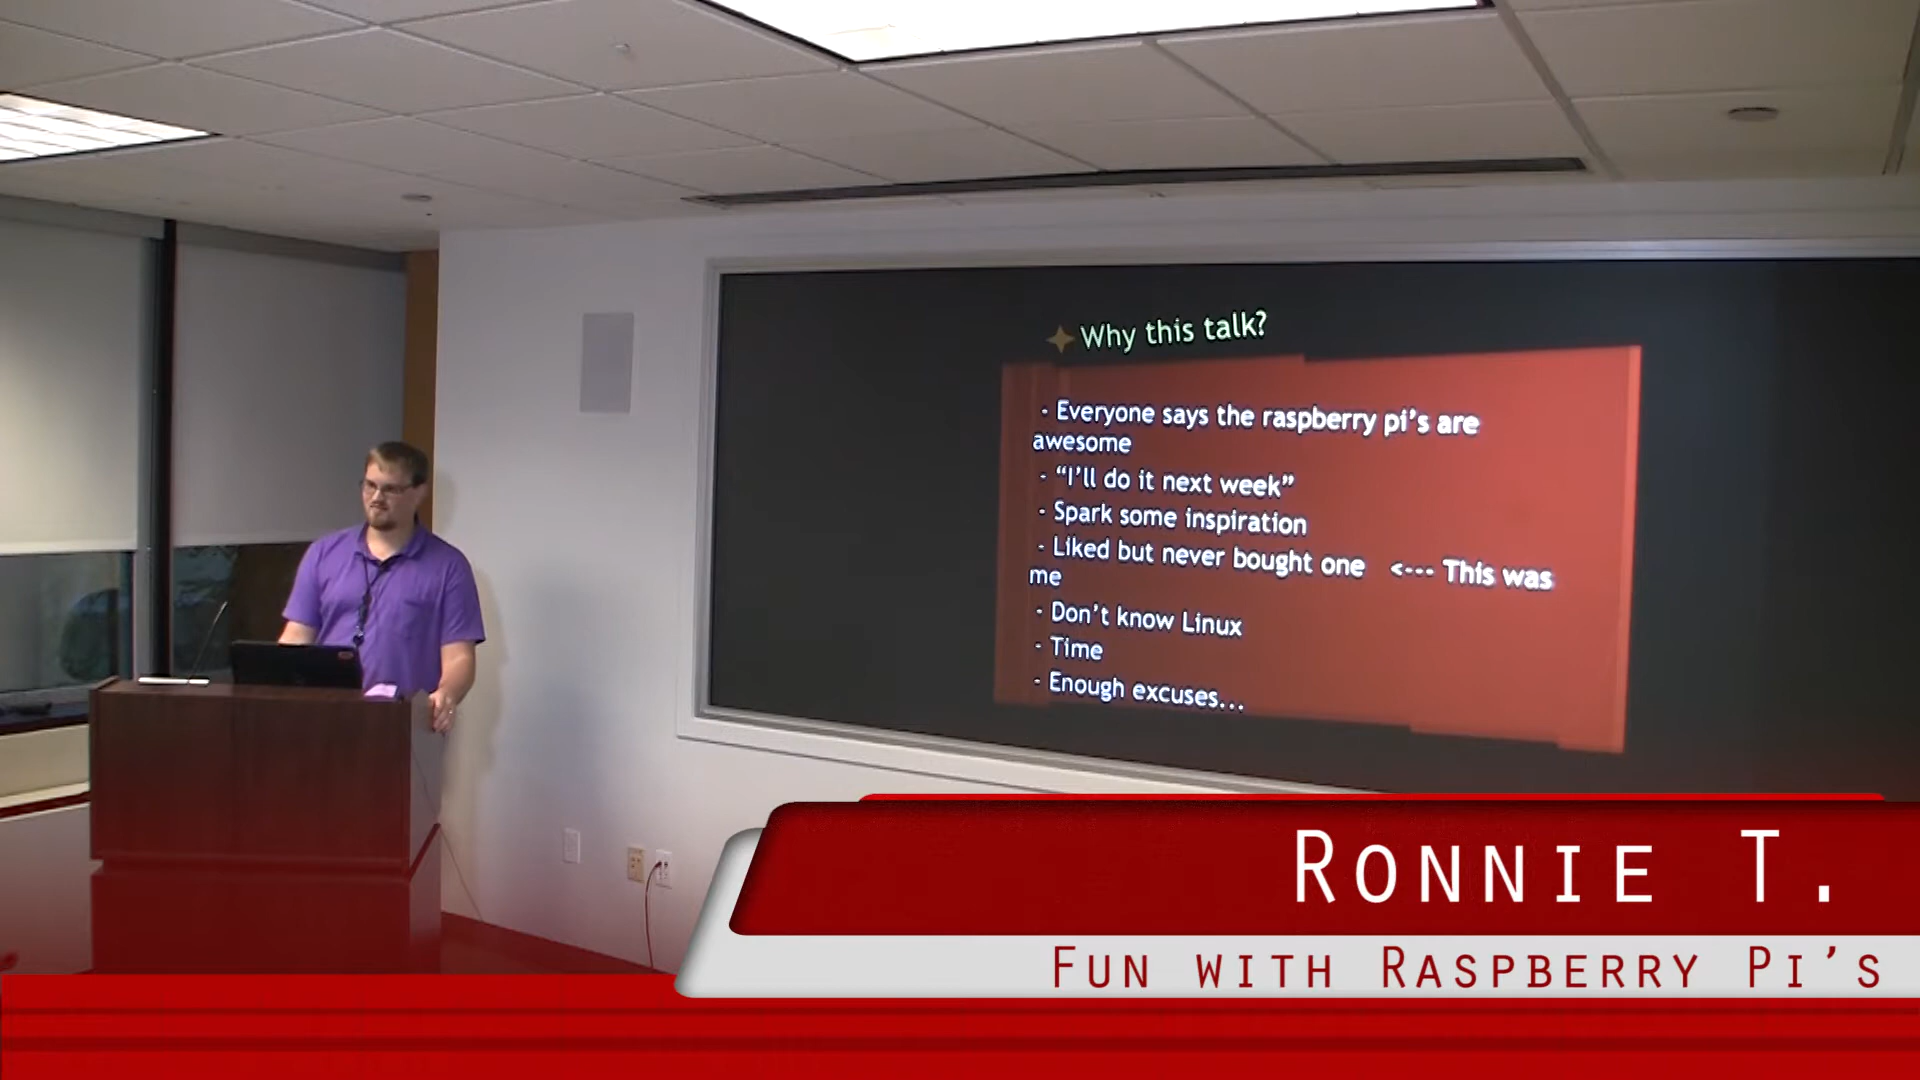 Why this talk?
- Everyone says the raspberry pi's are
awesome
- “I'll do it next week”
- Spark some inspiration
- Liked but never bought one <--- This was
me
- Don't know Linux
- Time
- Enough excuses...
Ronnie T.
Fun with Raspberry Pi's